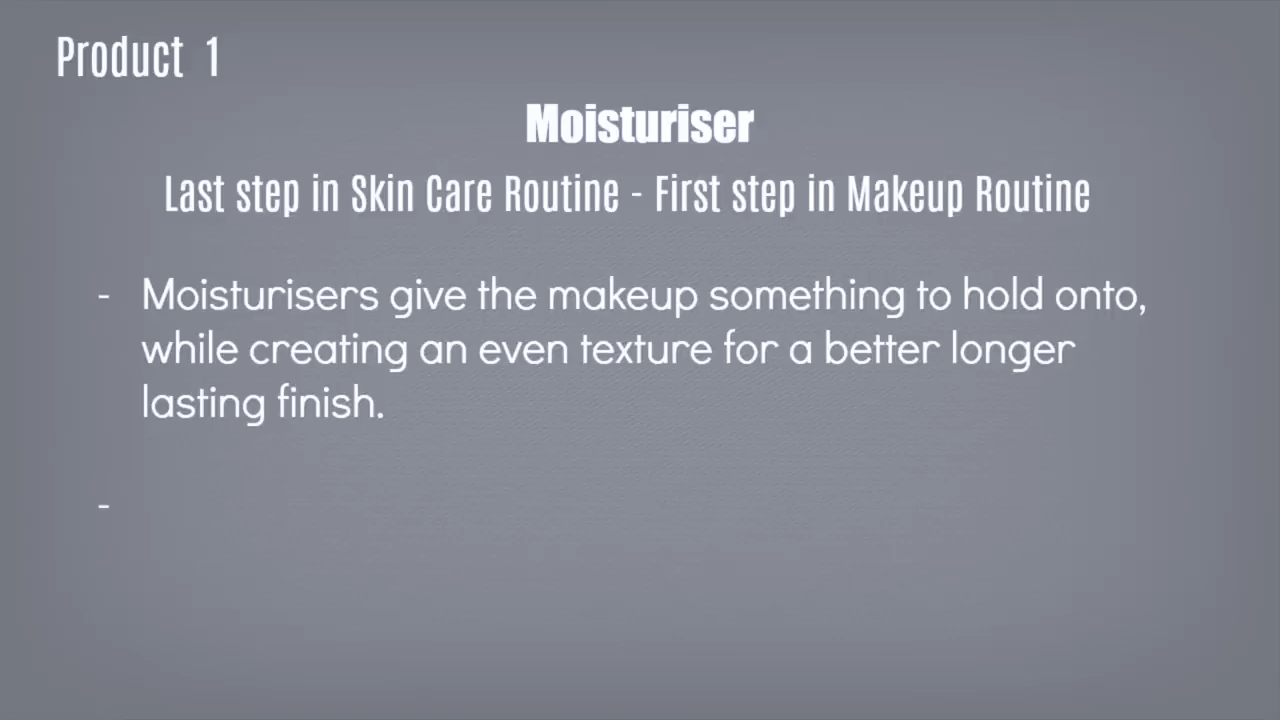 Product 1
Moisturiser
Last step in Skin Care Routine - First step in Makeup Routine
- Moisturisers give the makeup something to hold onto,
while creating an even texture for a better longer
lasting finish.
-